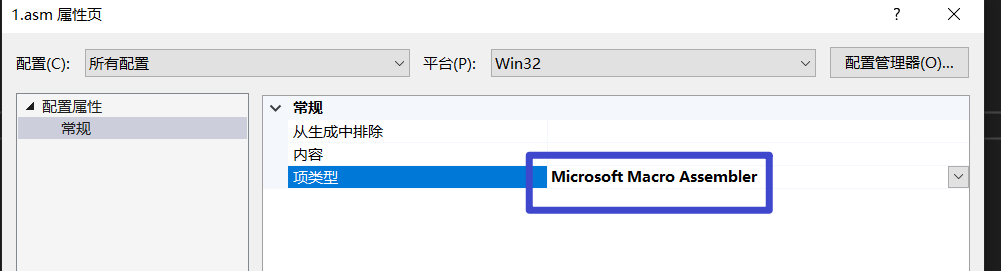 1.asm 属性页
配置(C): 所有配置 平台(P): Win32 配置管理器(O)...
配置属性
常规
常规
从生成中排除
内容
项类型 Microsoft Macro Assembler